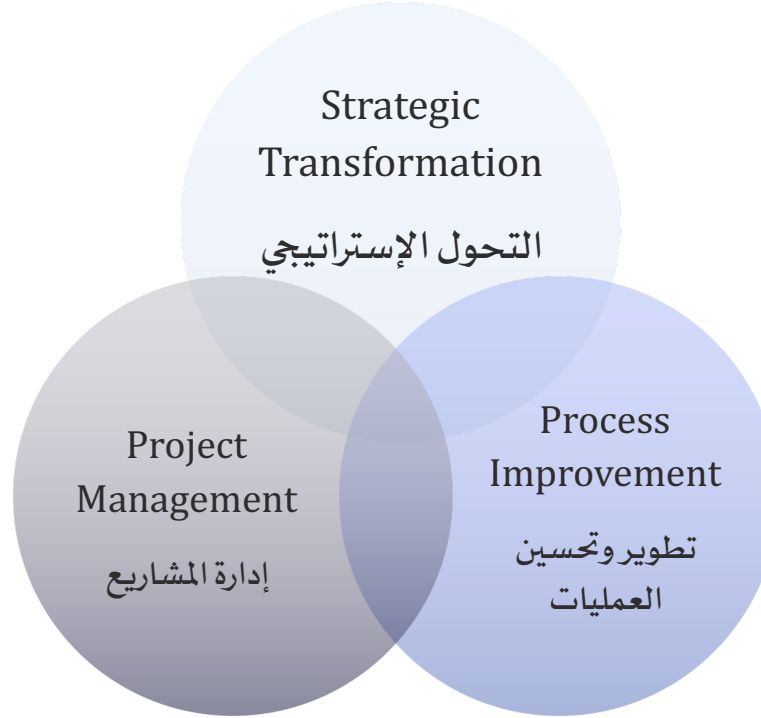 Strategic
Transformation
التحول الإستراتيجي
Project
Management
إدارة المشاريع
Process
Improvement
تطوير وتحسين
العمليات